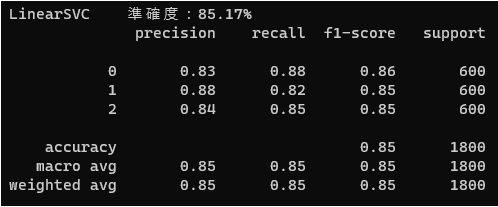 LinearSVC 準確度：85.17%
precision recall f1-score support
0 0.83 0.88 0.86 600
1 0.88 0.82 0.85 600
2 0.84 0.85 0.85 600
accuracy 0.85 1800
macro avg 0.85 0.85 0.85 1800
weighted avg 0.85 0.85 0.85 1800